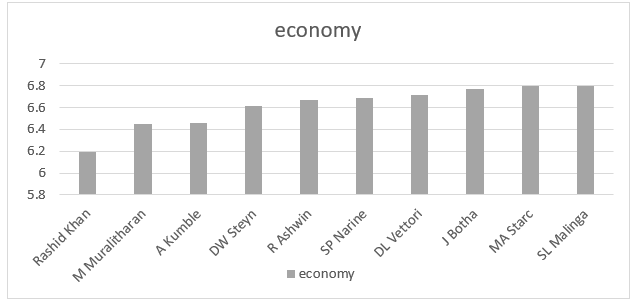 economy
7
6.8
6.6
6.4
6.2
6
5.8
Rashid Khan
M Muralitharan
A Kumble
DW Steyn
R Ashwin
SP Narine
DL Vettori
J Botha
MA Starc
SL Malinga
economy